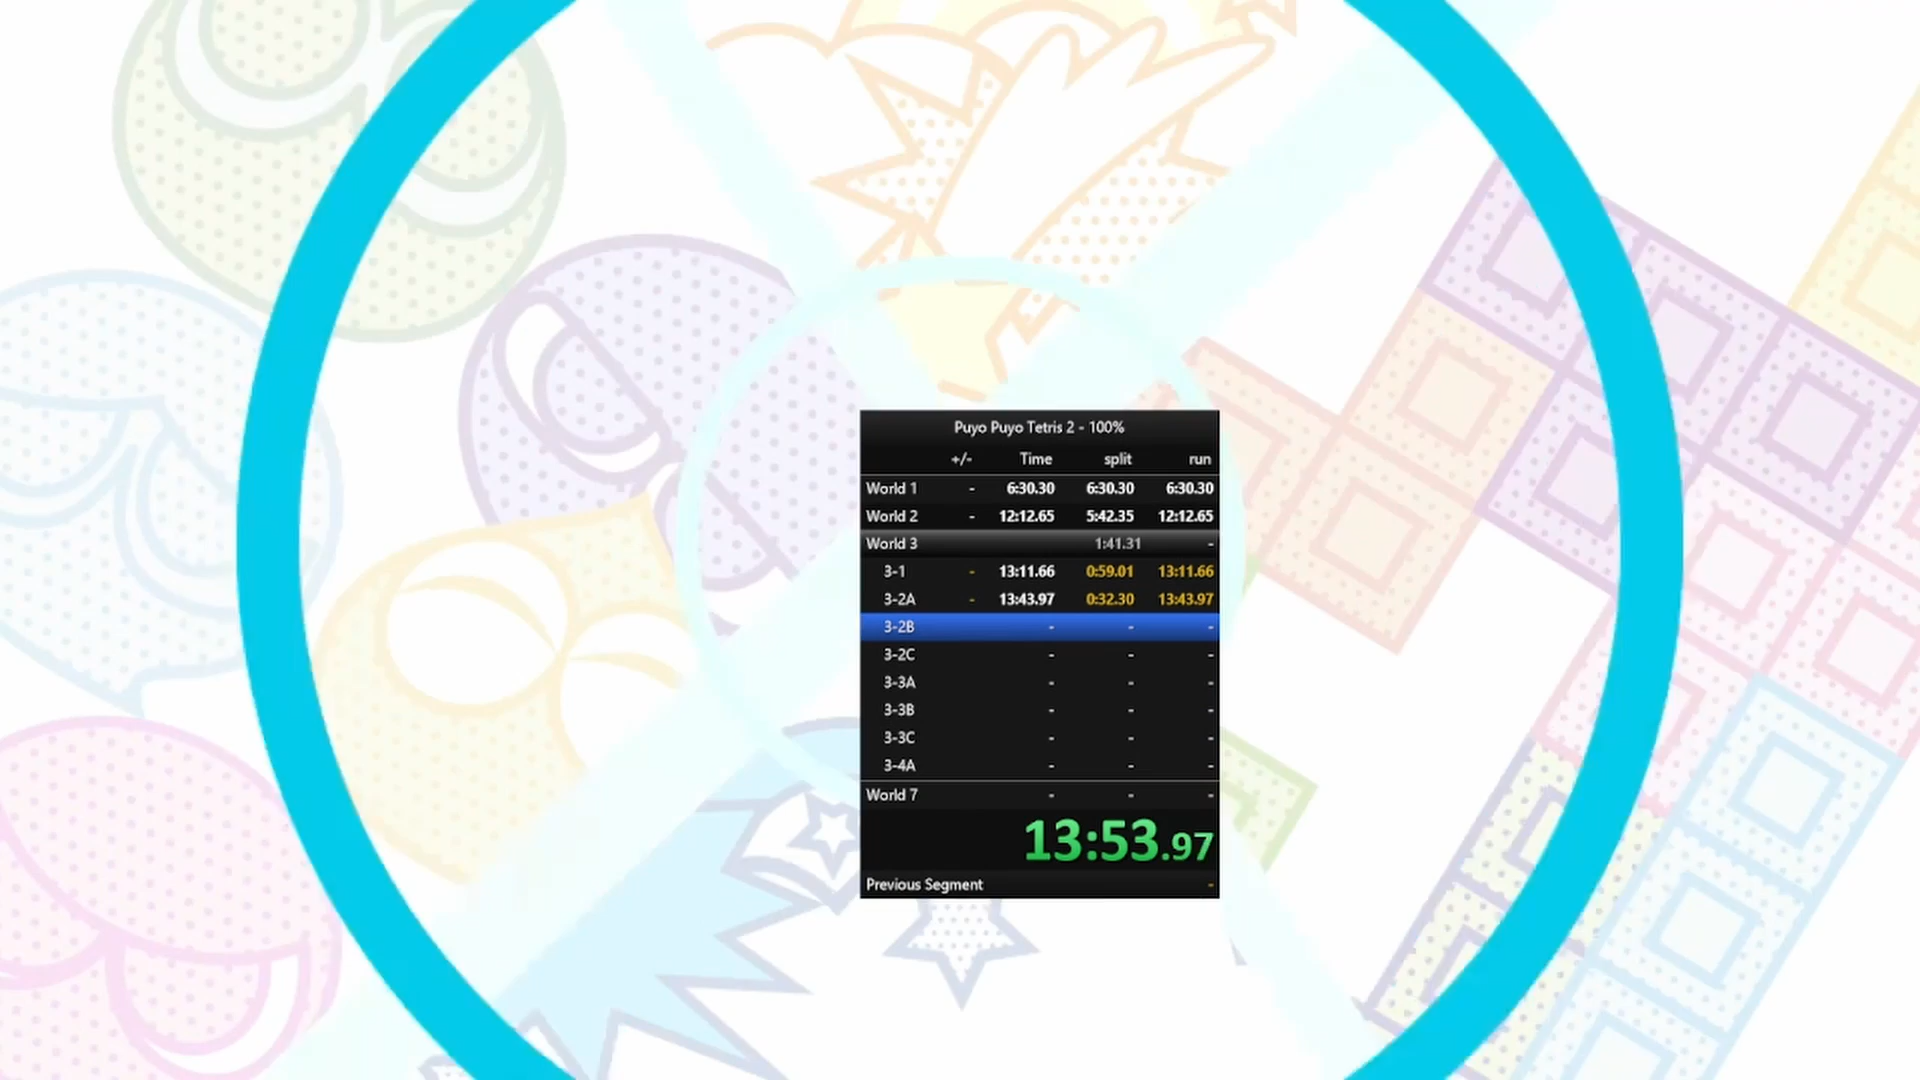 Puyo Puyo Tetris 2 - 100%
+/- Time split run
World 1 - 6:30.30 6:30.30 6:30.30
World 2 - 12:12.65 5:42.35 12:12.65
World 3 1:41.31 -
3-1 - 13:11.66 0:59.01 13:11.66
3-2A - 13:43.97 0:32.30 13:43.97
3-2B - - -
3-2C - - -
3-3A - - -
3-3B - - -
3-3C - - -
3-4A - - -
World 7 - - -
13:53.97
Previous Segment -